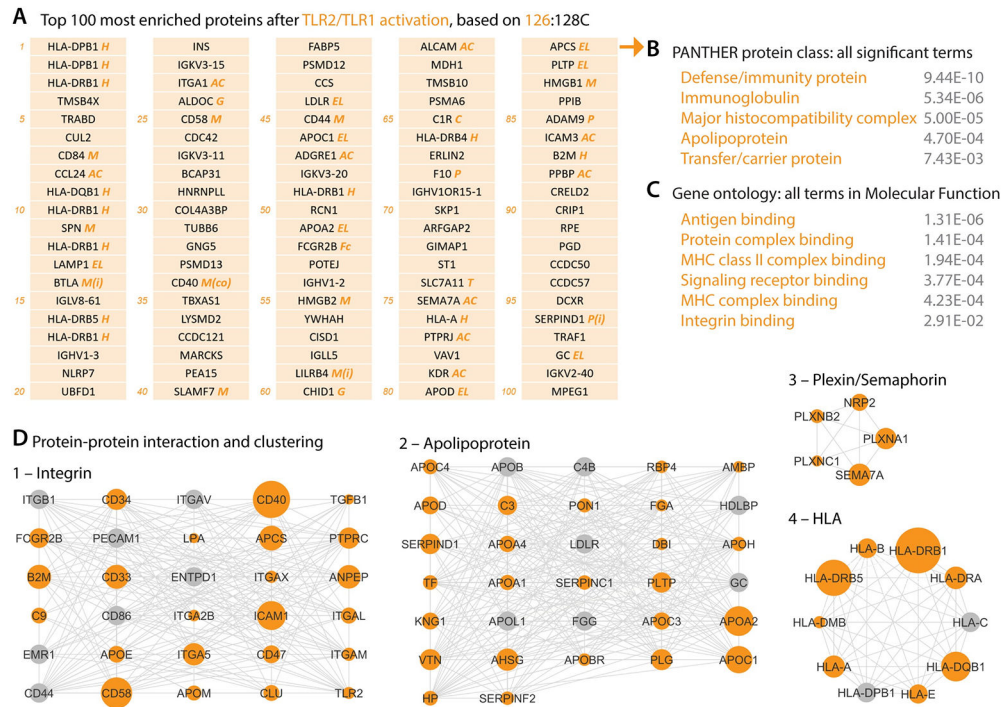 A Top 100 most enriched proteins after TLR2/TLR1 activation, based on 126:128C
1 HLA-DPB1 H INS FABP5 ALCAM AC APCS EL
HLA-DPB1 H IGKV3-15 PSMD12 MDH1 PLTP EL
HLA-DRB1 H ITGA1 AC CCS TMSB10 HMGB1 M
TMSB4X ALDOC G LDLR EL PSMA6 PPIB
5 TRABD 25 CD58 M 45 CD44 M 65 C1R C 85 ADAM9 P
CUL2 CDC42 APOC1 EL HLA-DRB4 H ICAM3 AC
CD84 M IGKV3-11 ADGRE1 AC ERLIN2 B2M H
CCL24 AC BCAP31 IGKV3-20 F10 P PPBP AC
HLA-DQB1 H HNRNPLL HLA-DRB1 H IGHV1OR15-1 CRELD2
10 HLA-DRB1 H 30 COL4A3BP 50 RCN1 70 SKP1 90 CRIP1
SPN M TUBB6 APOA2 EL ARFGAP2 RPE
HLA-DRB1 H GNG5 FCGR2B Fc GIMAP1 PGD
LAMP1 EL PSMD13 POTEJ ST1 CCDC50
BTLA M(i) CD40 M(co) IGHV1-2 SLC7A11 T CCDC57
15 IGLV8-61 35 TBXAS1 55 HMGB2 M 75 SEMA7A AC 95 DCXR
HLA-DRB5 H LYSMD2 YWHAH HLA-A H SERPIND1 P(i)
HLA-DRB1 H CCDC121 CISD1 PTPRJ AC TRAF1
IGHV1-3 MARCKS IGLL5 VAV1 GC EL
NLRP7 PEA15 LILRB4 M(i) KDR AC IGKV2-40
20 UBFD1 40 SLAMF7 M 60 CHID1 G 80 APOD EL 100 MPEG1
B PANTHER protein class: all significant terms
Defense/immunity protein 9.44E-10
Immunoglobulin 5.34E-06
Major histocompatibility complex 5.00E-05
Apolipoprotein 4.70E-04
Transfer/carrier protein 7.43E-03
C Gene ontology: all terms in Molecular Function
Antigen binding 1.31E-06
Protein complex binding 1.41E-04
MHC class II complex binding 1.94E-04
Signaling receptor binding 3.77E-04
MHC complex binding 4.23E-04
Integrin binding 2.91E-02
D Protein-protein interaction and clustering
1 – Integrin
ITGB1 CD34 ITGAV CD40 TGFB1
FCGR2B PECAM1 LPA APCS PTPRC
B2M CD33 ENTPD1 ITGAX ANPEP
C9 CD86 ITGA2B ICAM1 ITGAL
EMR1 APOE ITGA5 CD47 ITGAM
CD44 CD58 APOM CLU TLR2
2 – Apolipoprotein
APOC4 APOB C4B RBP4 AMBP
APOD C3 PON1 FGA HDLBP
SERPIND1 APOA4 LDLR DBI APOH
TF APOA1 SERPINC1 PLTP GC
KNG1 APOL1 FGG APOC3 APOA2
VTN AHSG APOBR PLG APOC1
HP SERPINF2
3 – Plexin/Semaphorin
NRP2
PLXNB2
PLXNA1
PLXNC1
SEMA7A
4 – HLA
HLA-B HLA-DRB1
HLA-DRB5 HLA-DRA
HLA-DMB HLA-C
HLA-A HLA-DQB1
HLA-DPB1 HLA-E